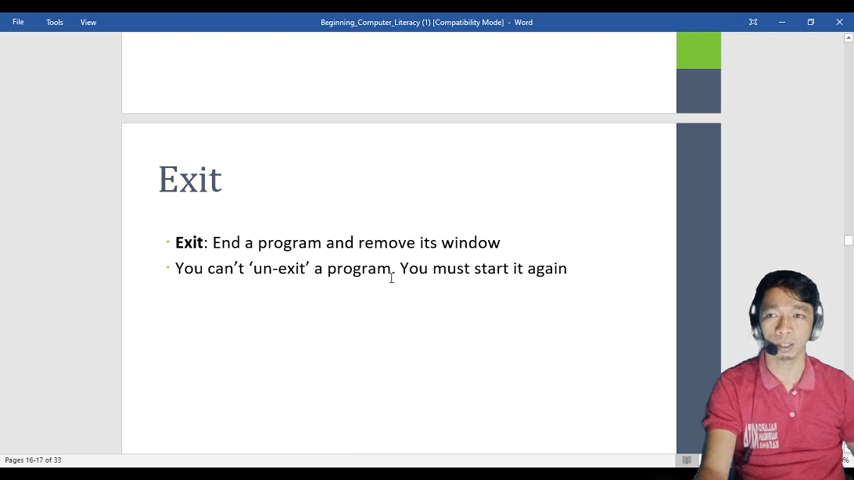 File Tools View Beginning_Computer_Literacy (1) [Compatibility Mode] - Word
Exit
Exit: End a program and remove its window
You can’t ‘un-exit’ a program. You must start it again
Pages 16-17 of 33